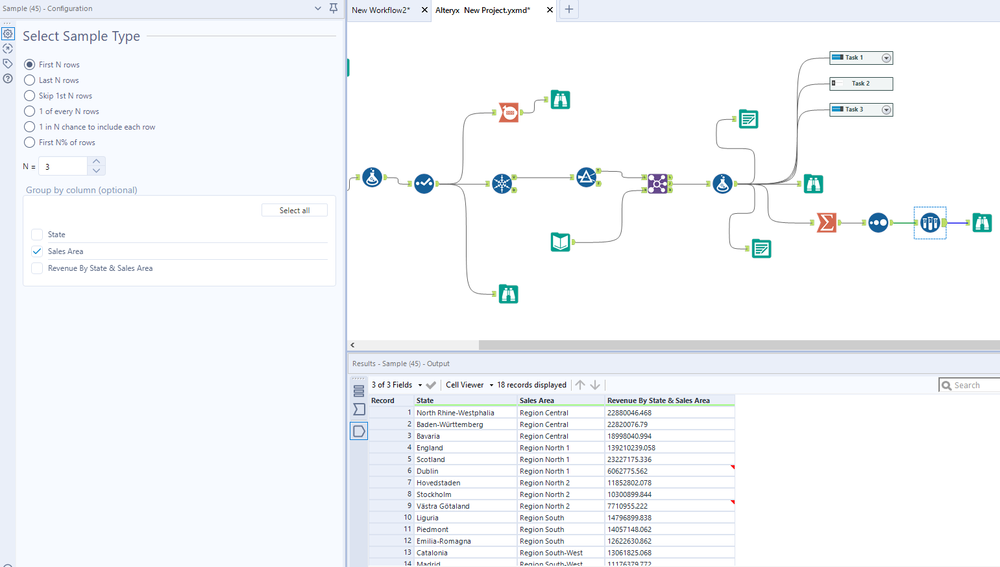 Sample (45) - Configuration
New Workflow2*
Alteryx New Project.yxmd*
Select Sample Type
First N rows
Last N rows
Skip 1st N rows
1 of every N rows
1 in N chance to include each row
First N% of rows
N = 3
Group by column (optional)
Select all
State
Sales Area
Revenue By State & Sales Area
Task 1
Task 2
Task 3
Results - Sample (45) - Output
3 of 3 Fields Cell Viewer 18 records displayed Search
Record State Sales Area Revenue By State & Sales Area
1 North Rhine-Westphalia Region Central 22880046.468
2 Baden-Württemberg Region Central 22820076.79
3 Bavaria Region Central 18998040.994
4 England Region North 1 139210239.058
5 Scotland Region North 1 23227175.336
6 Dublin Region North 1 6062775.562
7 Hovedstaden Region North 2 11852802.078
8 Stockholm Region North 2 10300899.844
9 Västra Götaland Region North 2 7710955.222
10 Liguria Region South 14796899.838
11 Piedmont Region South 14057148.062
12 Emilia-Romagna Region South 12622630.862
13 Catalonia Region South-West 13061825.068
14 Madrid Region South-West 11176379.772